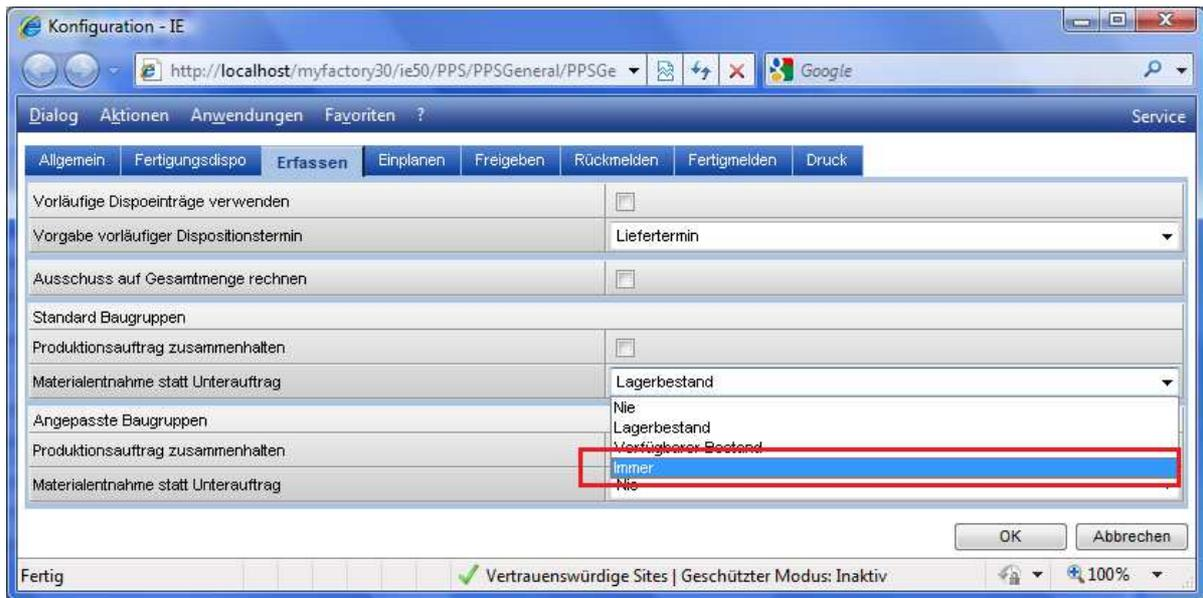 Konfiguration - IE
http://localhost/myfactory30/ie50/PPS/PPSGeneral/PPSGe
Google
Dialog Aktionen Anwendungen Favoriten ? Service
Allgemein Fertigungsdispo Erfassen Einplanen Freigeben Rückmelden Fertigmelden Druck
Vorläufige Dispoeinträge verwenden
Vorgabe vorläufiger Dispositionstermin Liefertermin
Ausschuss auf Gesamtmenge rechnen
Standard Baugruppen
Produktionsauftrag zusammenhalten
Materialentnahme statt Unterauftrag Lagerbestand
Nie
Angepasste Baugruppen Lagerbestand
Produktionsauftrag zusammenhalten Verfügbarer Bestand
Immer
Materialentnahme statt Unterauftrag Nie
OK Abbrechen
Fertig Vertrauenswürdige Sites | Geschützter Modus: Inaktiv 100%